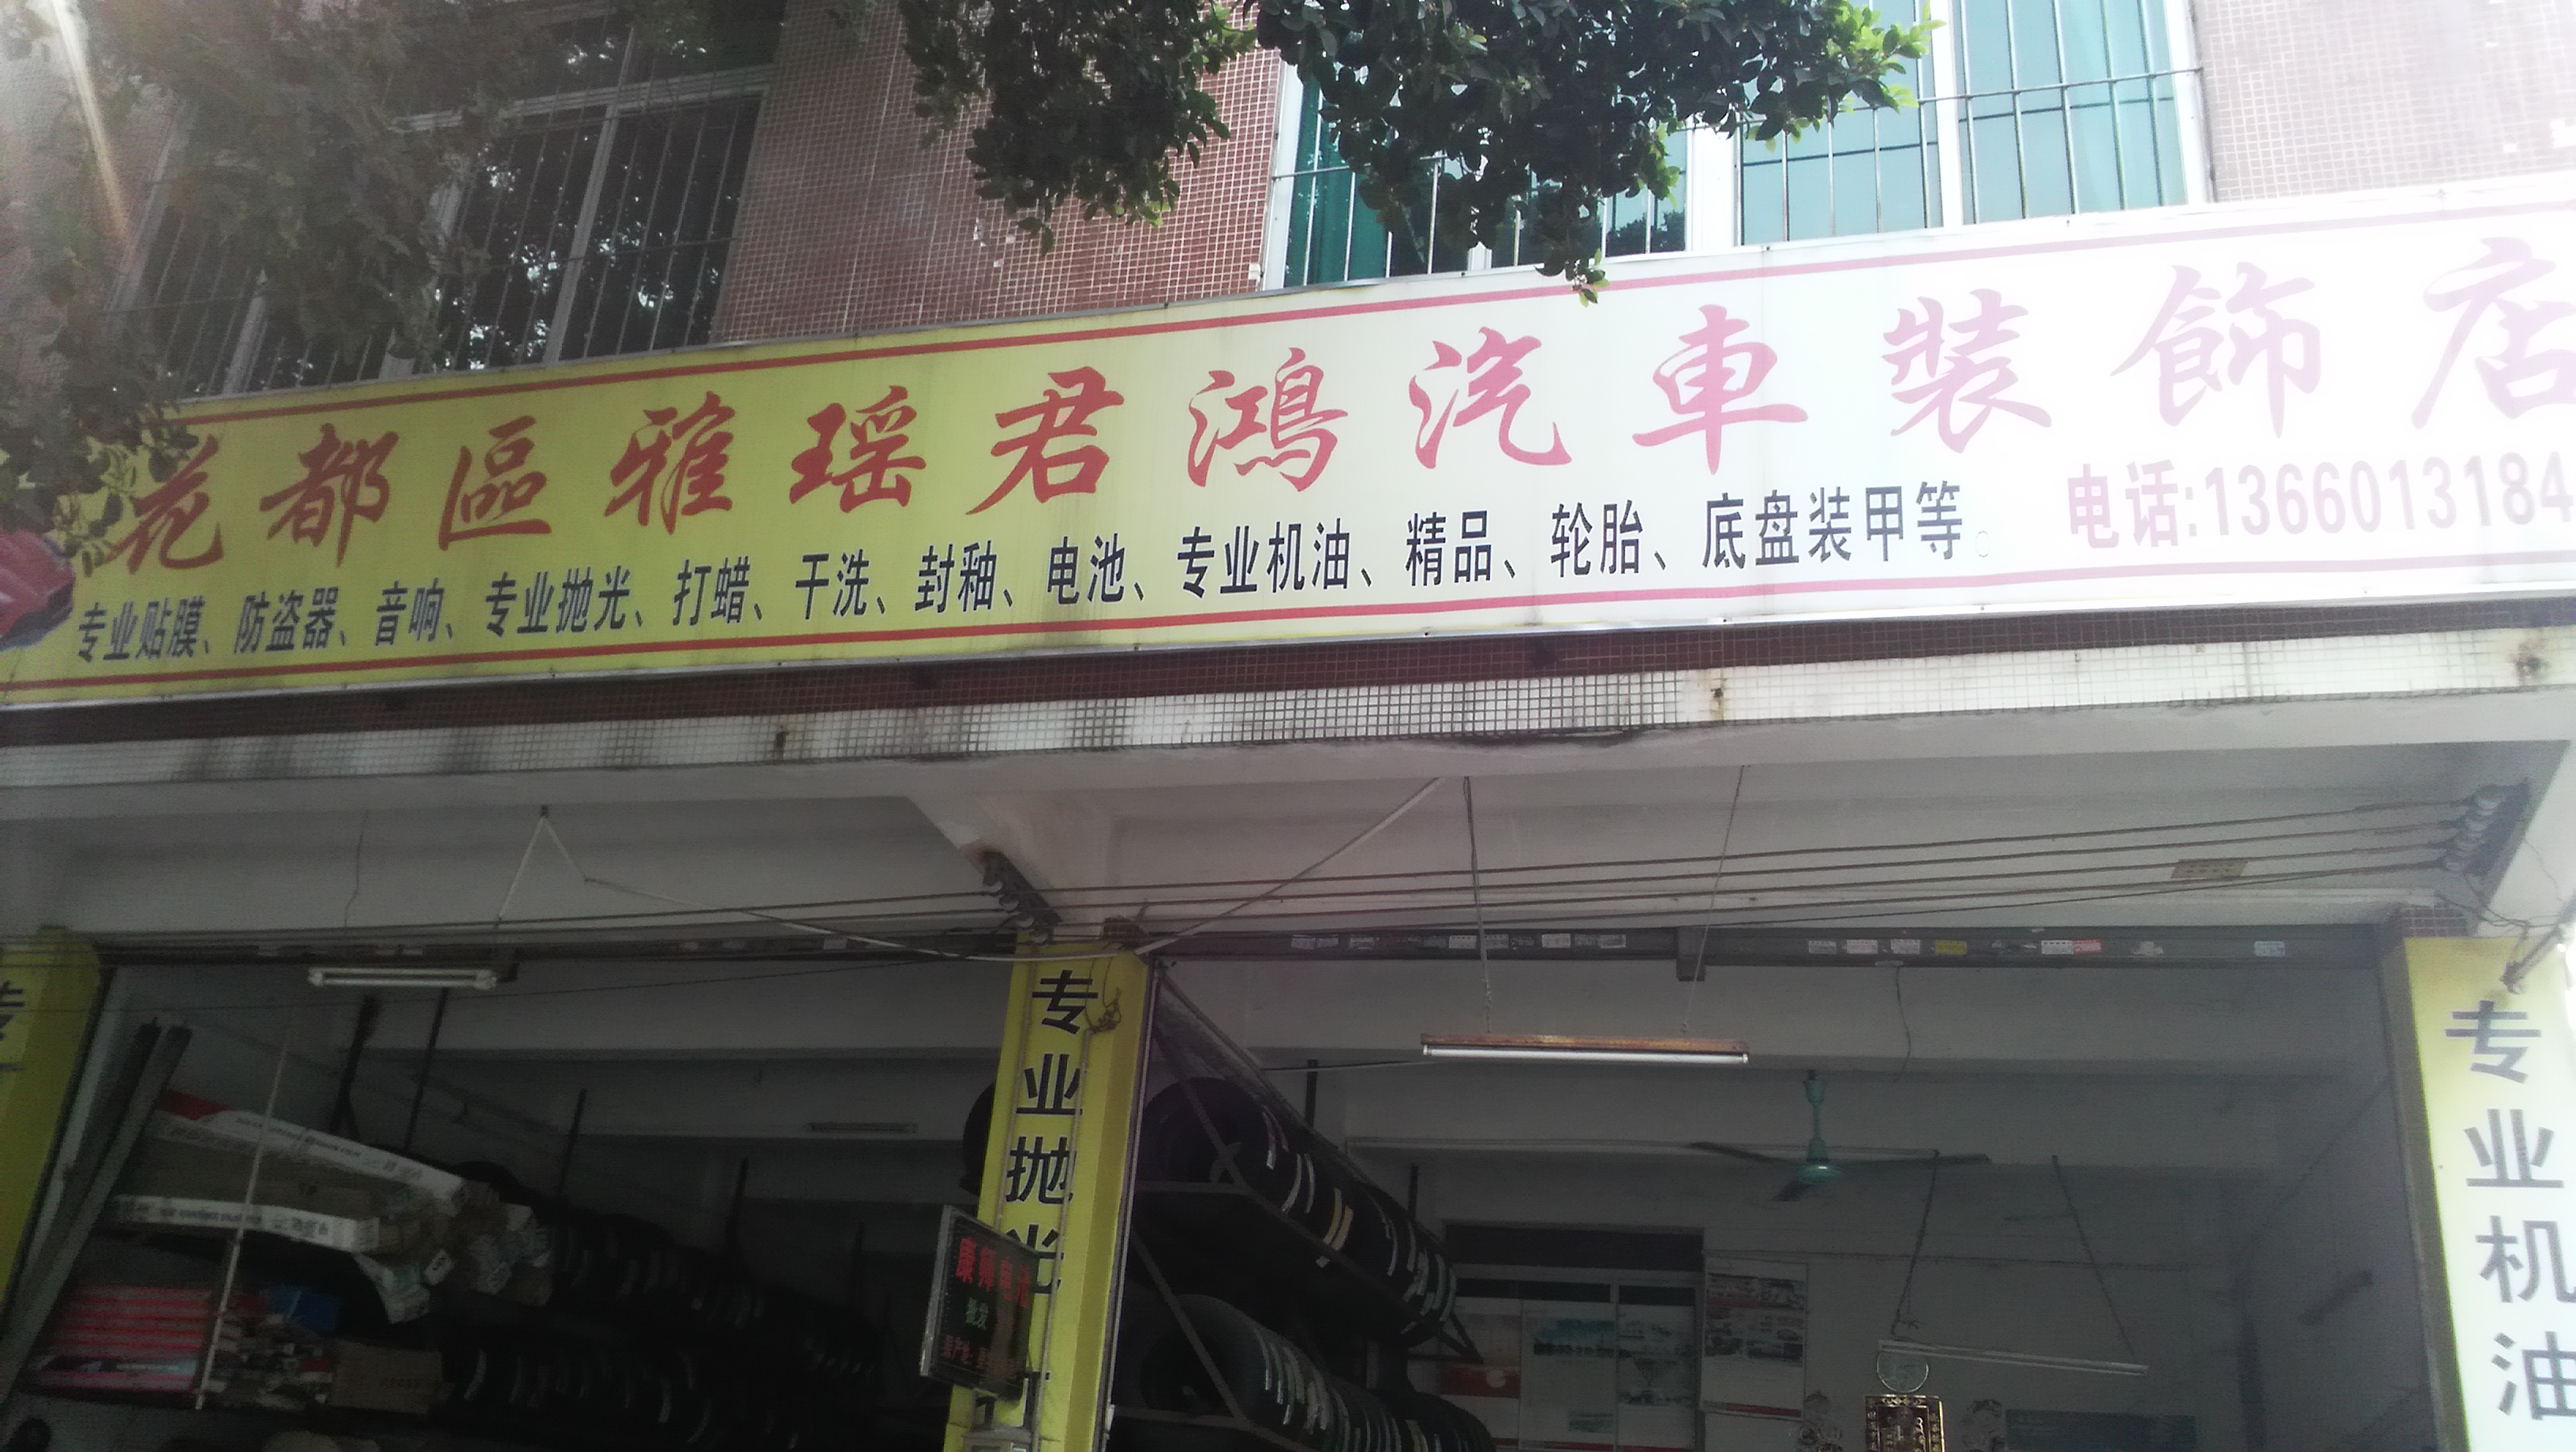 花都區雅瑶君鴻汽車裝飾店
专业贴膜、防盗器、音响、专业抛光、打蜡、干洗、封釉、电池、专业机油、精品、轮胎、底盘装甲等。
电话:1366013184
专
专业抛光
专业机油